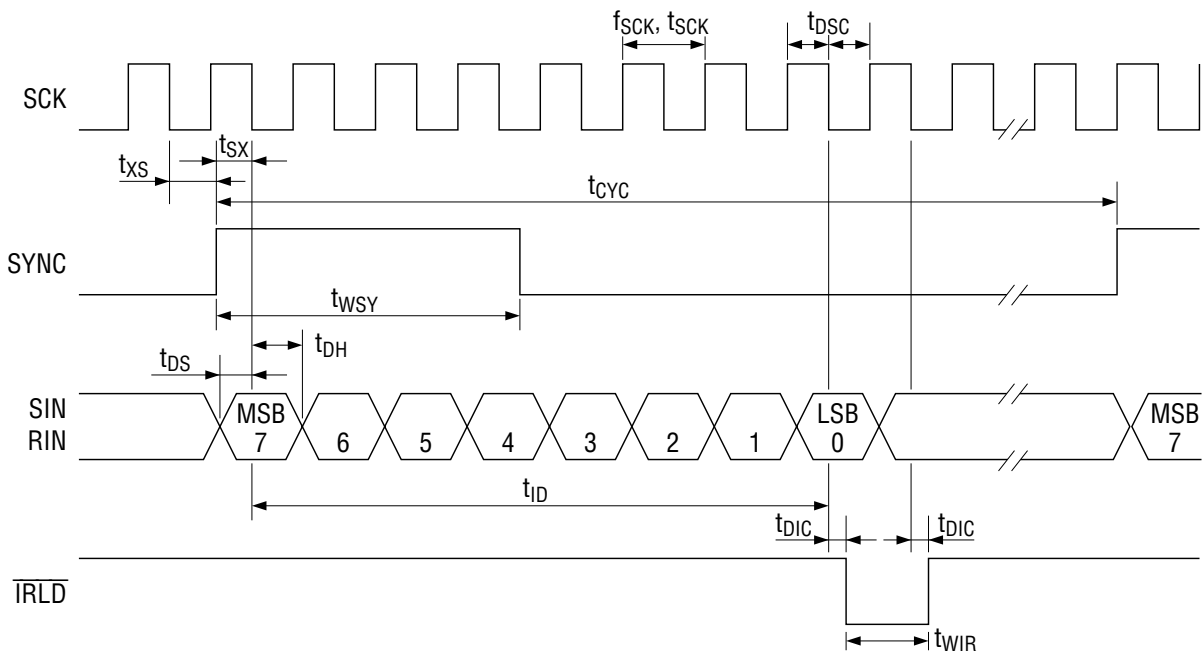 fSCK, tSCK
tDSC
SCK
tSX
tXS
tCYC
SYNC
tWSY
tDH
tDS
SIN
RIN
MSB
7
6
5
4
3
2
1
LSB
0
MSB
7
tID
tDIC
tDIC
IRLD
tWIR